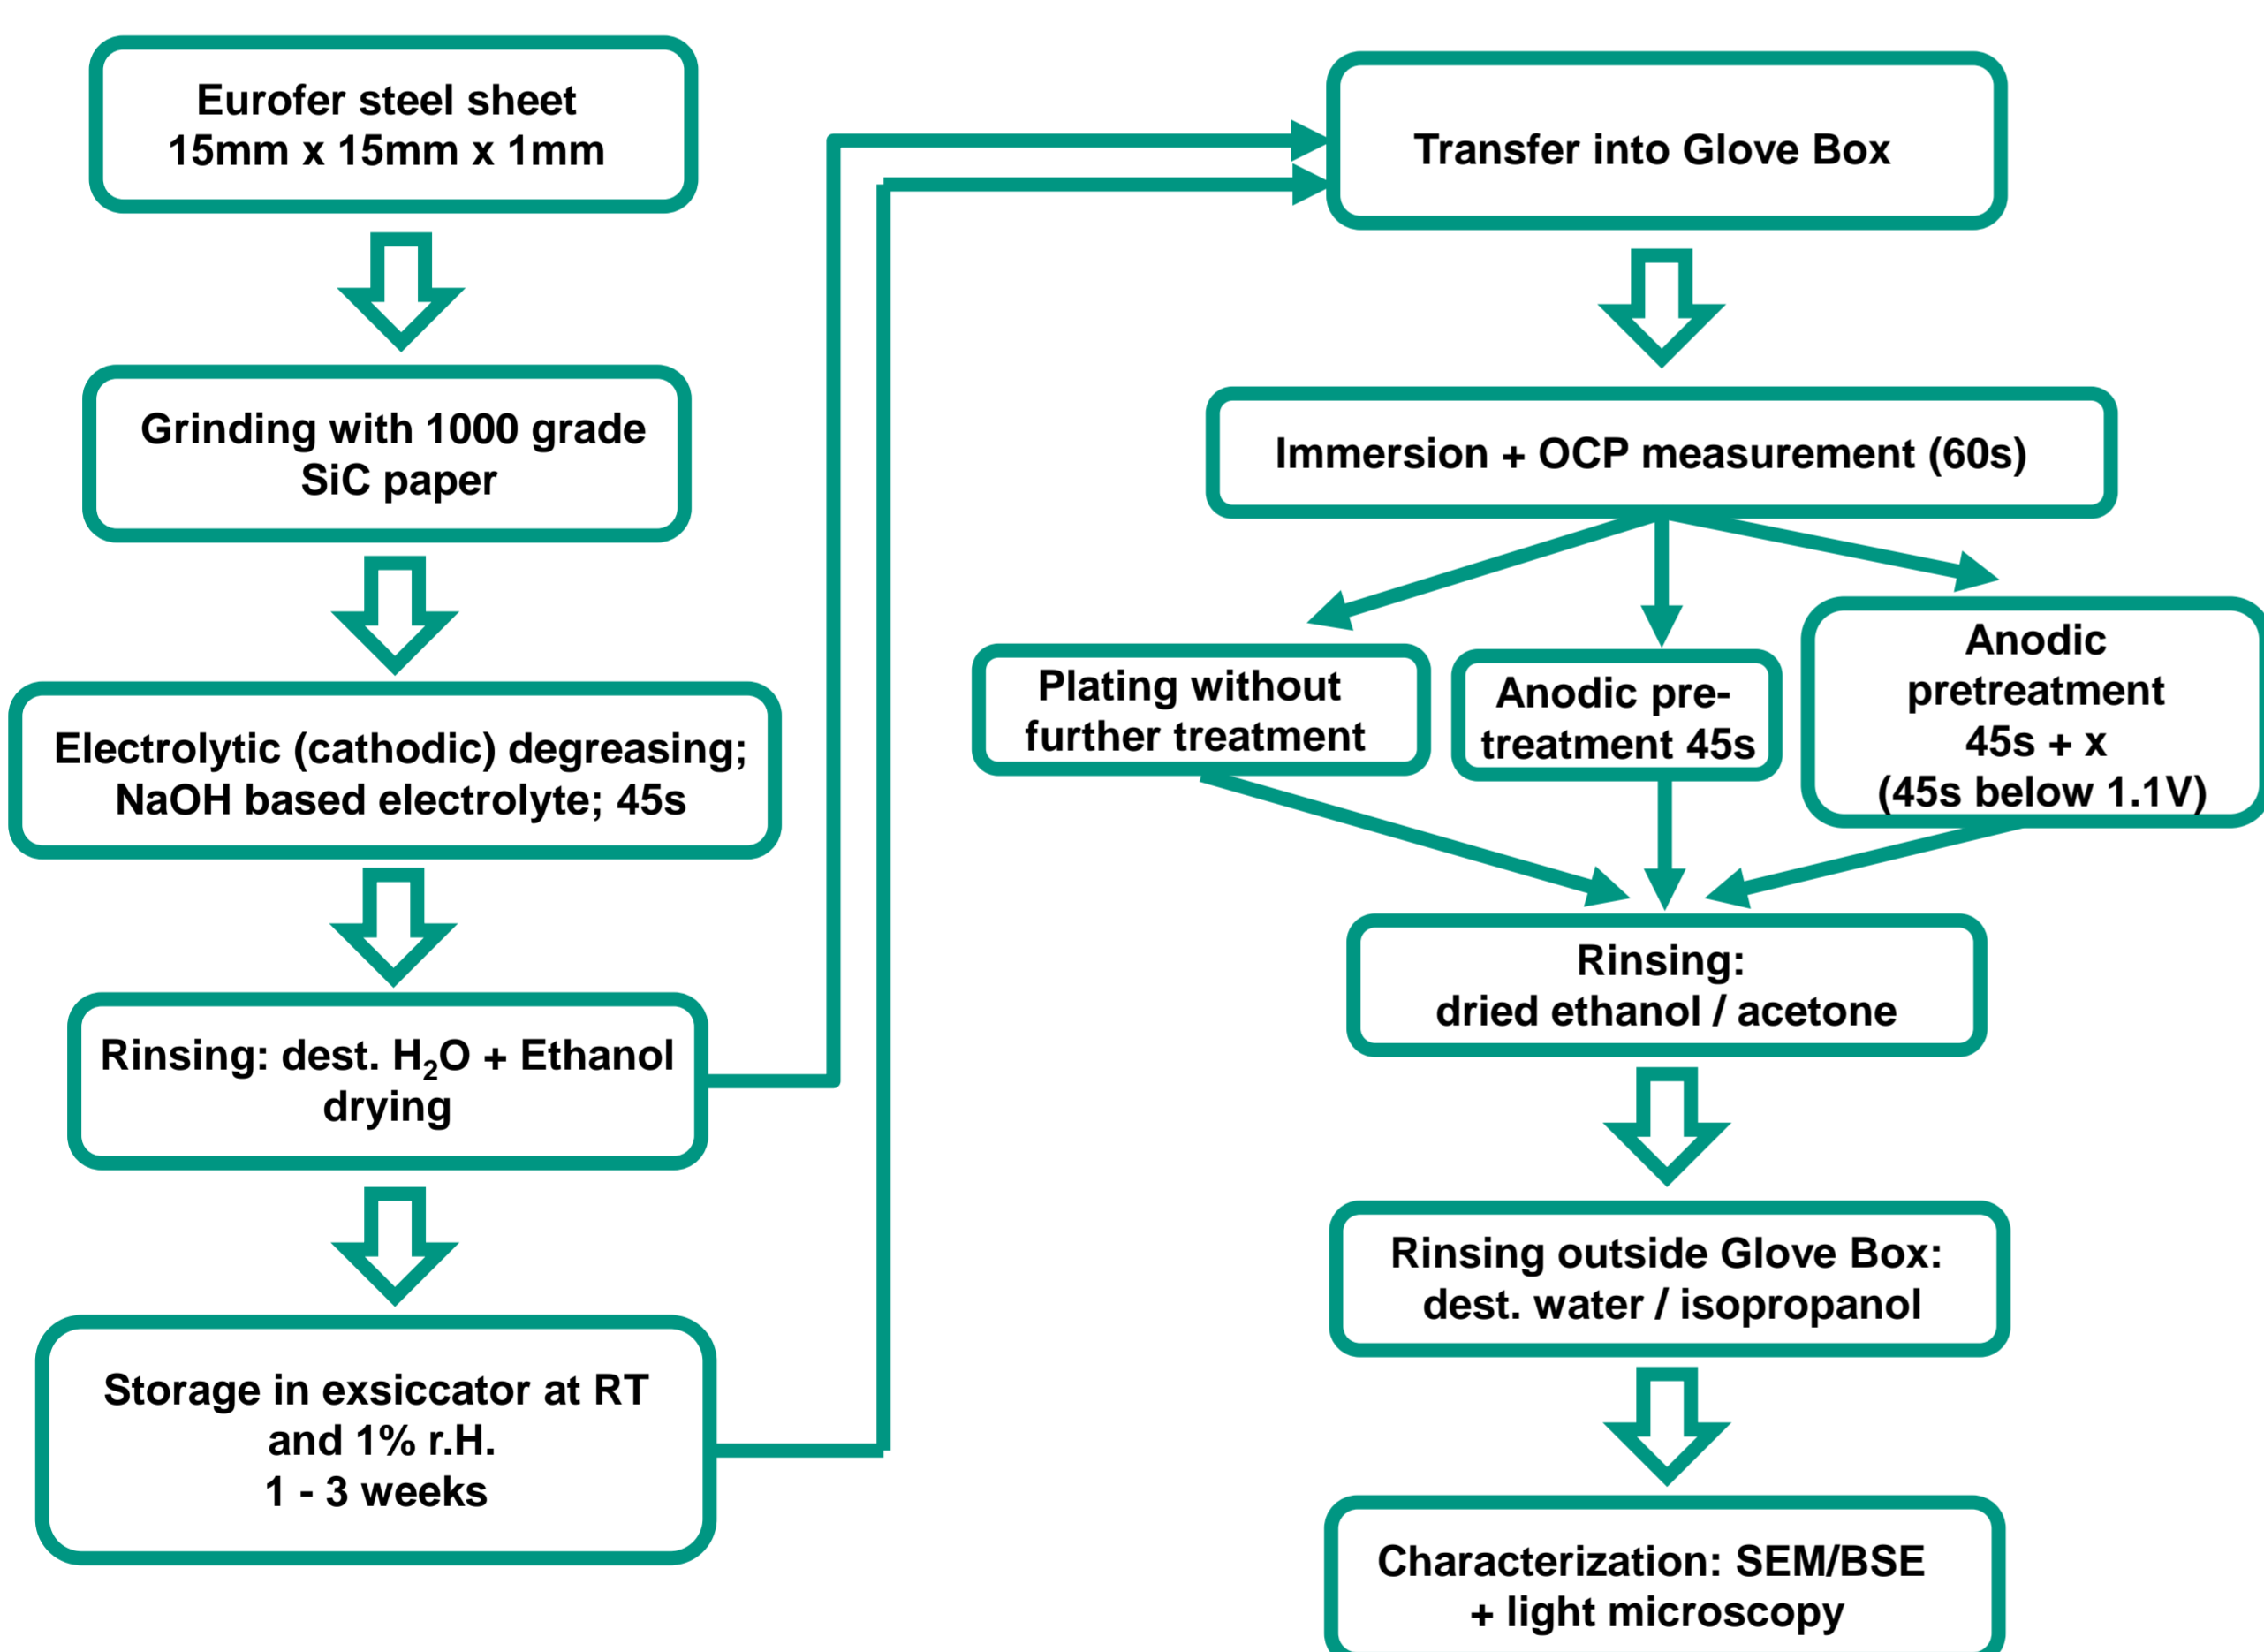 Eurofer steel sheet
15mm x 15mm x 1mm
Grinding with 1000 grade
SiC paper
Electrolytic (cathodic) degreasing;
NaOH based electrolyte; 45s
Rinsing: dest. H₂O + Ethanol
drying
Storage in exsiccator at RT
and 1% r.H.
1 - 3 weeks
Transfer into Glove Box
Immersion + OCP measurement (60s)
Plating without
further treatment
Anodic pre-
treatment 45s
Anodic
pretreatment
45s + x
(45s below 1.1V)
Rinsing:
dried ethanol / acetone
Rinsing outside Glove Box:
dest. water / isopropanol
Characterization: SEM/BSE
+ light microscopy